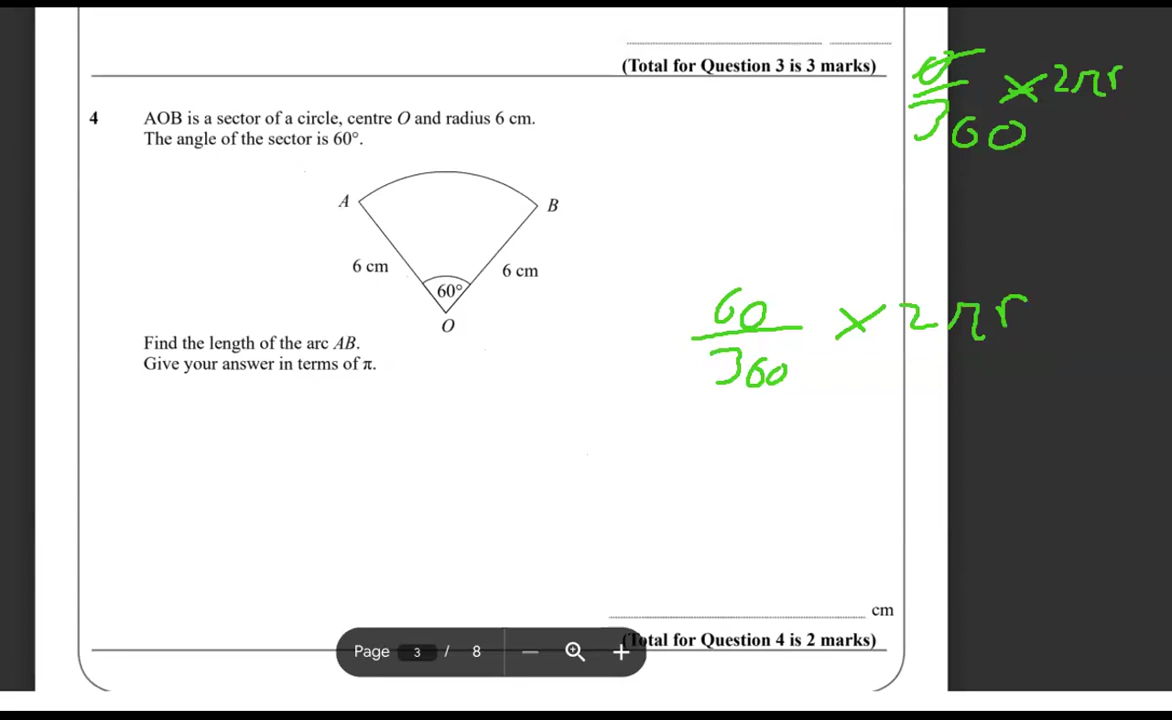 (Total for Question 3 is 3 marks)
θ/360 × 2πr
4 AOB is a sector of a circle, centre O and radius 6 cm.
The angle of the sector is 60°.
A
B
6 cm
6 cm
60°
O
60/360 × 2πr
Find the length of the arc AB.
Give your answer in terms of π.
cm
(Total for Question 4 is 2 marks)
Page 3 / 8